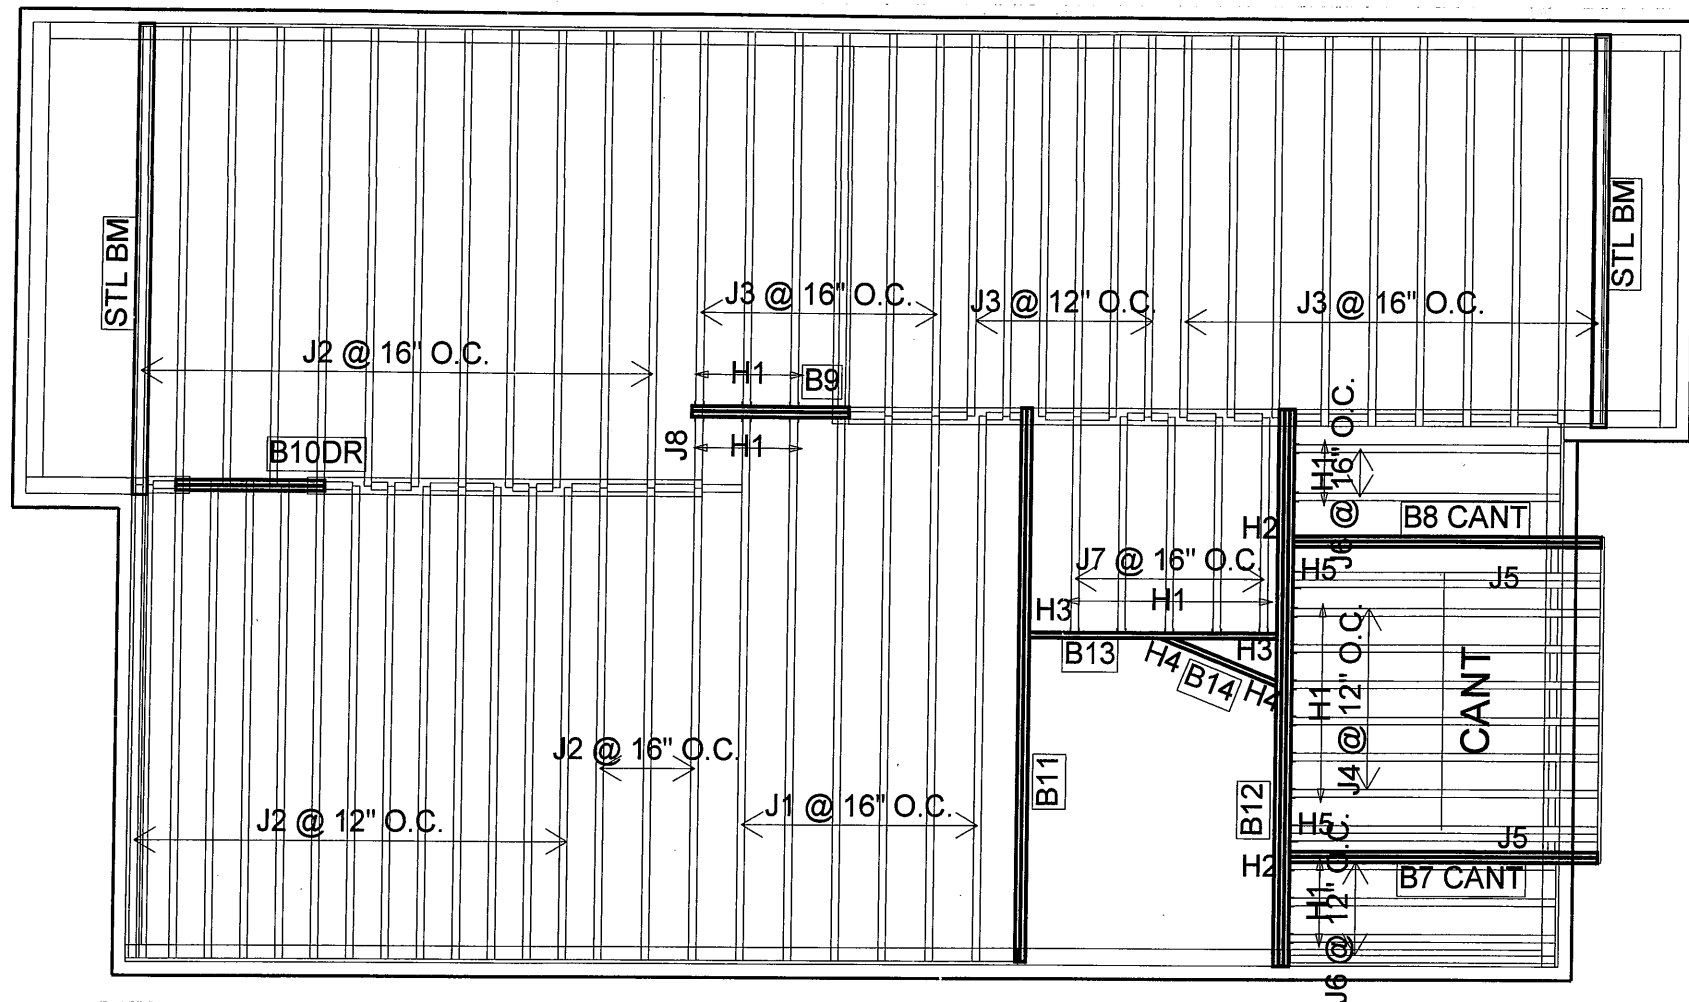 STL BM
STL BM
J3 @ 16" O.C.
J3 @ 12" O.C.
J3 @ 16" O.C.
J2 @ 16" O.C.
H1
B9
J8
H1
B10DR
H1
J6 @ 16" O.C.
B8 CANT
H2
J7 @ 16" O.C.
H1
H5
J5
H3
B13
H3
H4
B14
H4
H1
J4 @ 12" O.C.
CANT
J2 @ 16" O.C.
B11
B12
J1 @ 16" O.C.
J2 @ 12" O.C.
H5
J5
H2
B7 CANT
H1
J6 @ 12" O.C.